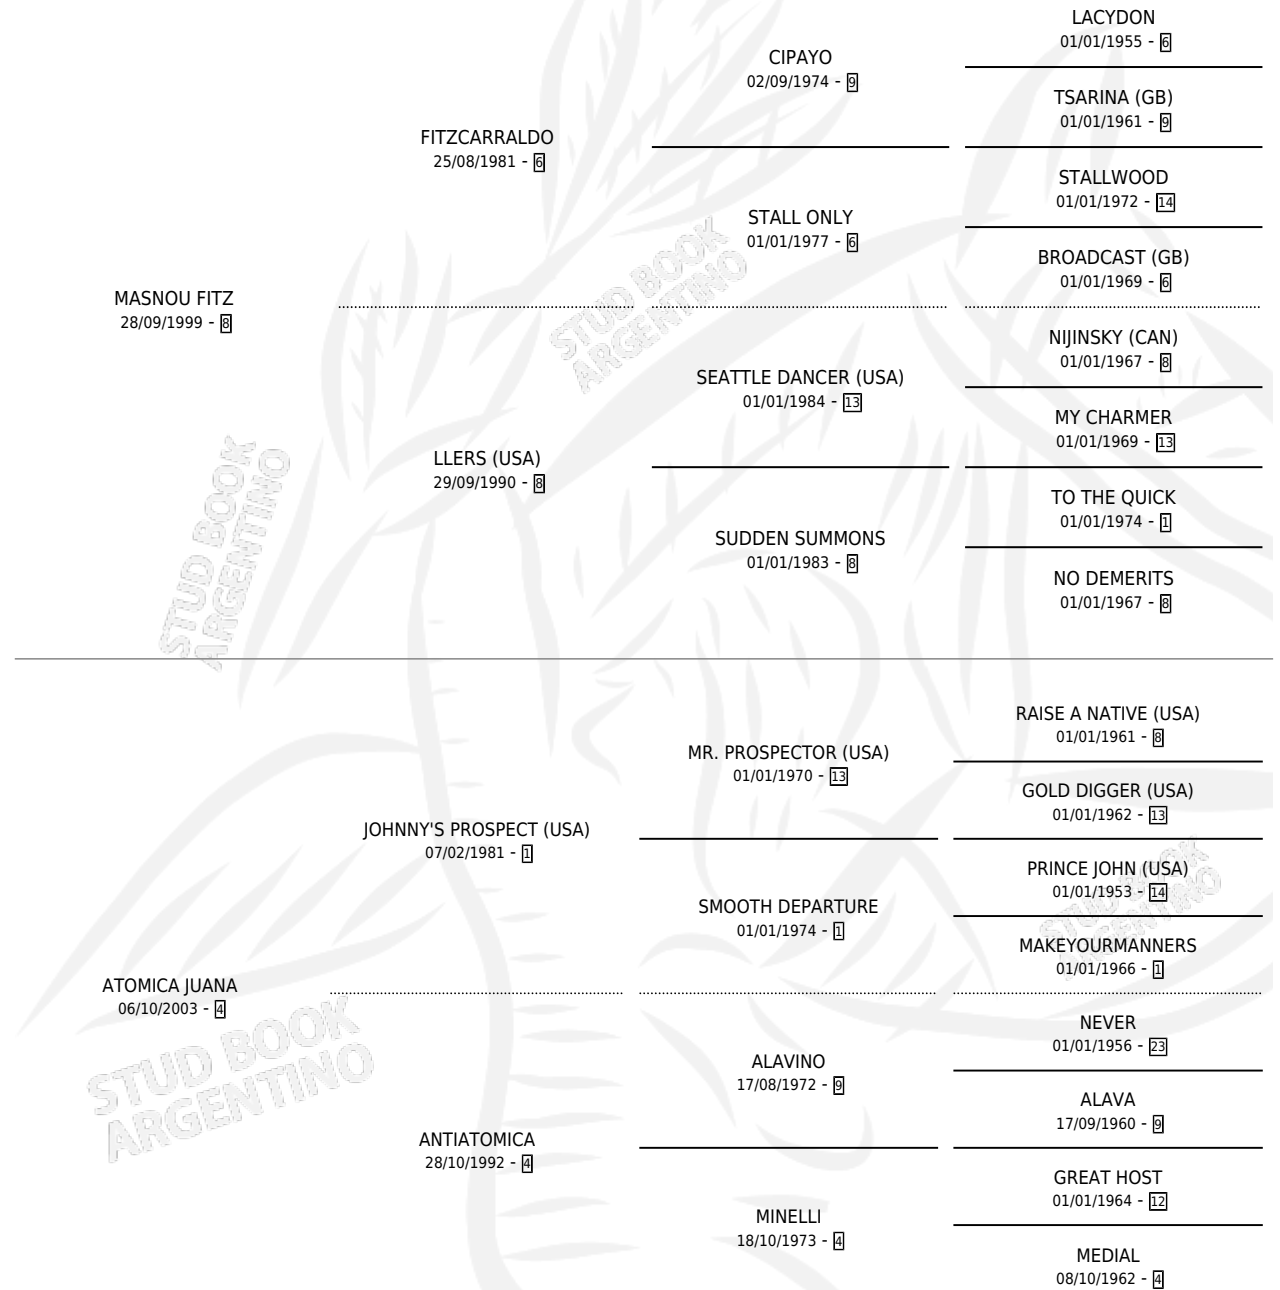 LACYDON
01/01/1955 - 6
CIPAYO
02/09/1974 - 9
TSARINA (GB)
01/01/1961 - 9
FITZCARRALDO
25/08/1981 - 6
STALLWOOD
01/01/1972 - 14
STALL ONLY
01/01/1977 - 6
BROADCAST (GB)
01/01/1969 - 6
MASNOU FITZ
28/09/1999 - 8
NIJINSKY (CAN)
01/01/1967 - 8
SEATTLE DANCER (USA)
01/01/1984 - 13
MY CHARMER
01/01/1969 - 13
LLERS (USA)
29/09/1990 - 8
TO THE QUICK
01/01/1974 - 1
SUDDEN SUMMONS
01/01/1983 - 8
NO DEMERITS
01/01/1967 - 8
RAISE A NATIVE (USA)
01/01/1961 - 8
MR. PROSPECTOR (USA)
01/01/1970 - 13
GOLD DIGGER (USA)
01/01/1962 - 13
JOHNNY'S PROSPECT (USA)
07/02/1981 - 1
PRINCE JOHN (USA)
01/01/1953 - 14
SMOOTH DEPARTURE
01/01/1974 - 1
MAKEYOURMANNERS
01/01/1966 - 1
ATOMICA JUANA
06/10/2003 - 4
NEVER
01/01/1956 - 23
ALAVINO
17/08/1972 - 9
ALAVA
17/09/1960 - 9
ANTIATOMICA
28/10/1992 - 4
GREAT HOST
01/01/1964 - 12
MINELLI
18/10/1973 - 4
MEDIAL
08/10/1962 - 4
STUD BOOK
ARGENTINO
STUD BOOK
ARGENTINO
STUD BOOK
ARGENTINO
STUD BOOK
ARGENTINO